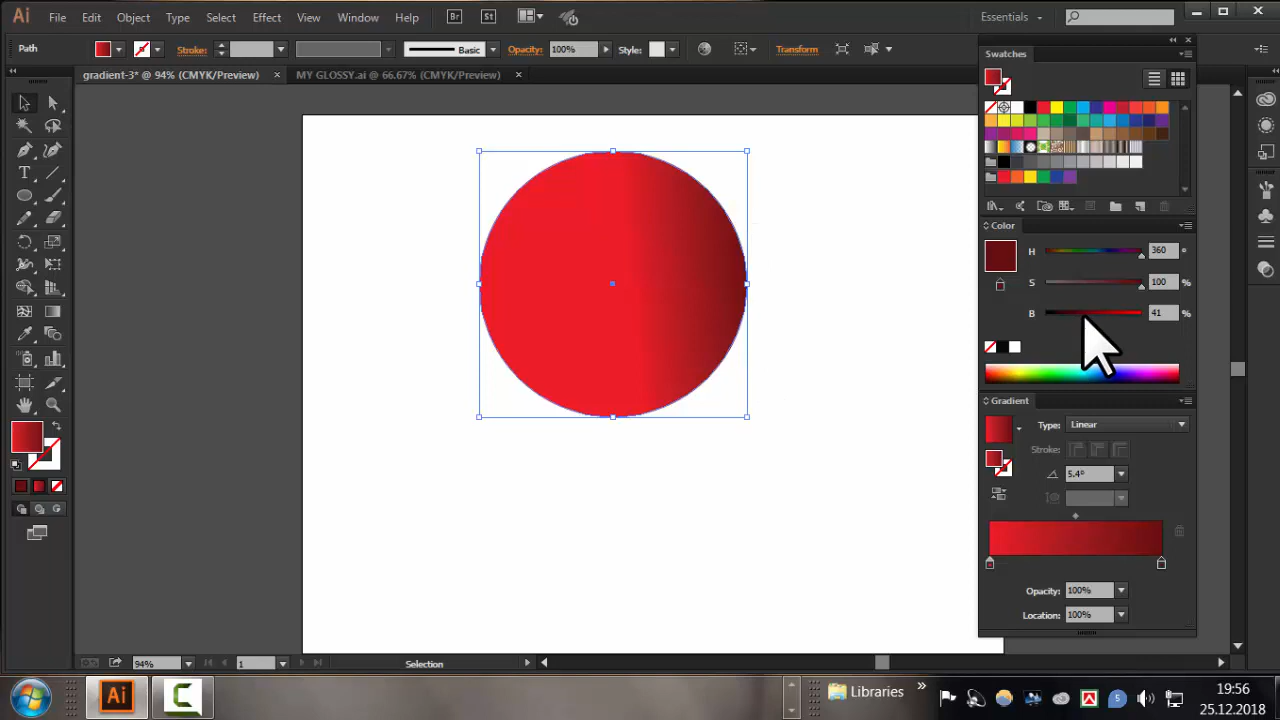 Ai File Edit Object Type Select Effect View Window Help Br St Essentials
Path Stroke: Basic Opacity: 100% Style: Transform
gradient-3* @ 94% (CMYK/Preview) × MY GLOSSY.ai @ 66.67% (CMYK/Preview) ×
Swatches
Color
H 360 °
S 100 %
B 41 %
Gradient
Type: Linear
Stroke:
5.4°
Opacity: 100%
Location: 100%
94% 1 Selection
Ai C Libraries » 5 19:56
25.12.2018